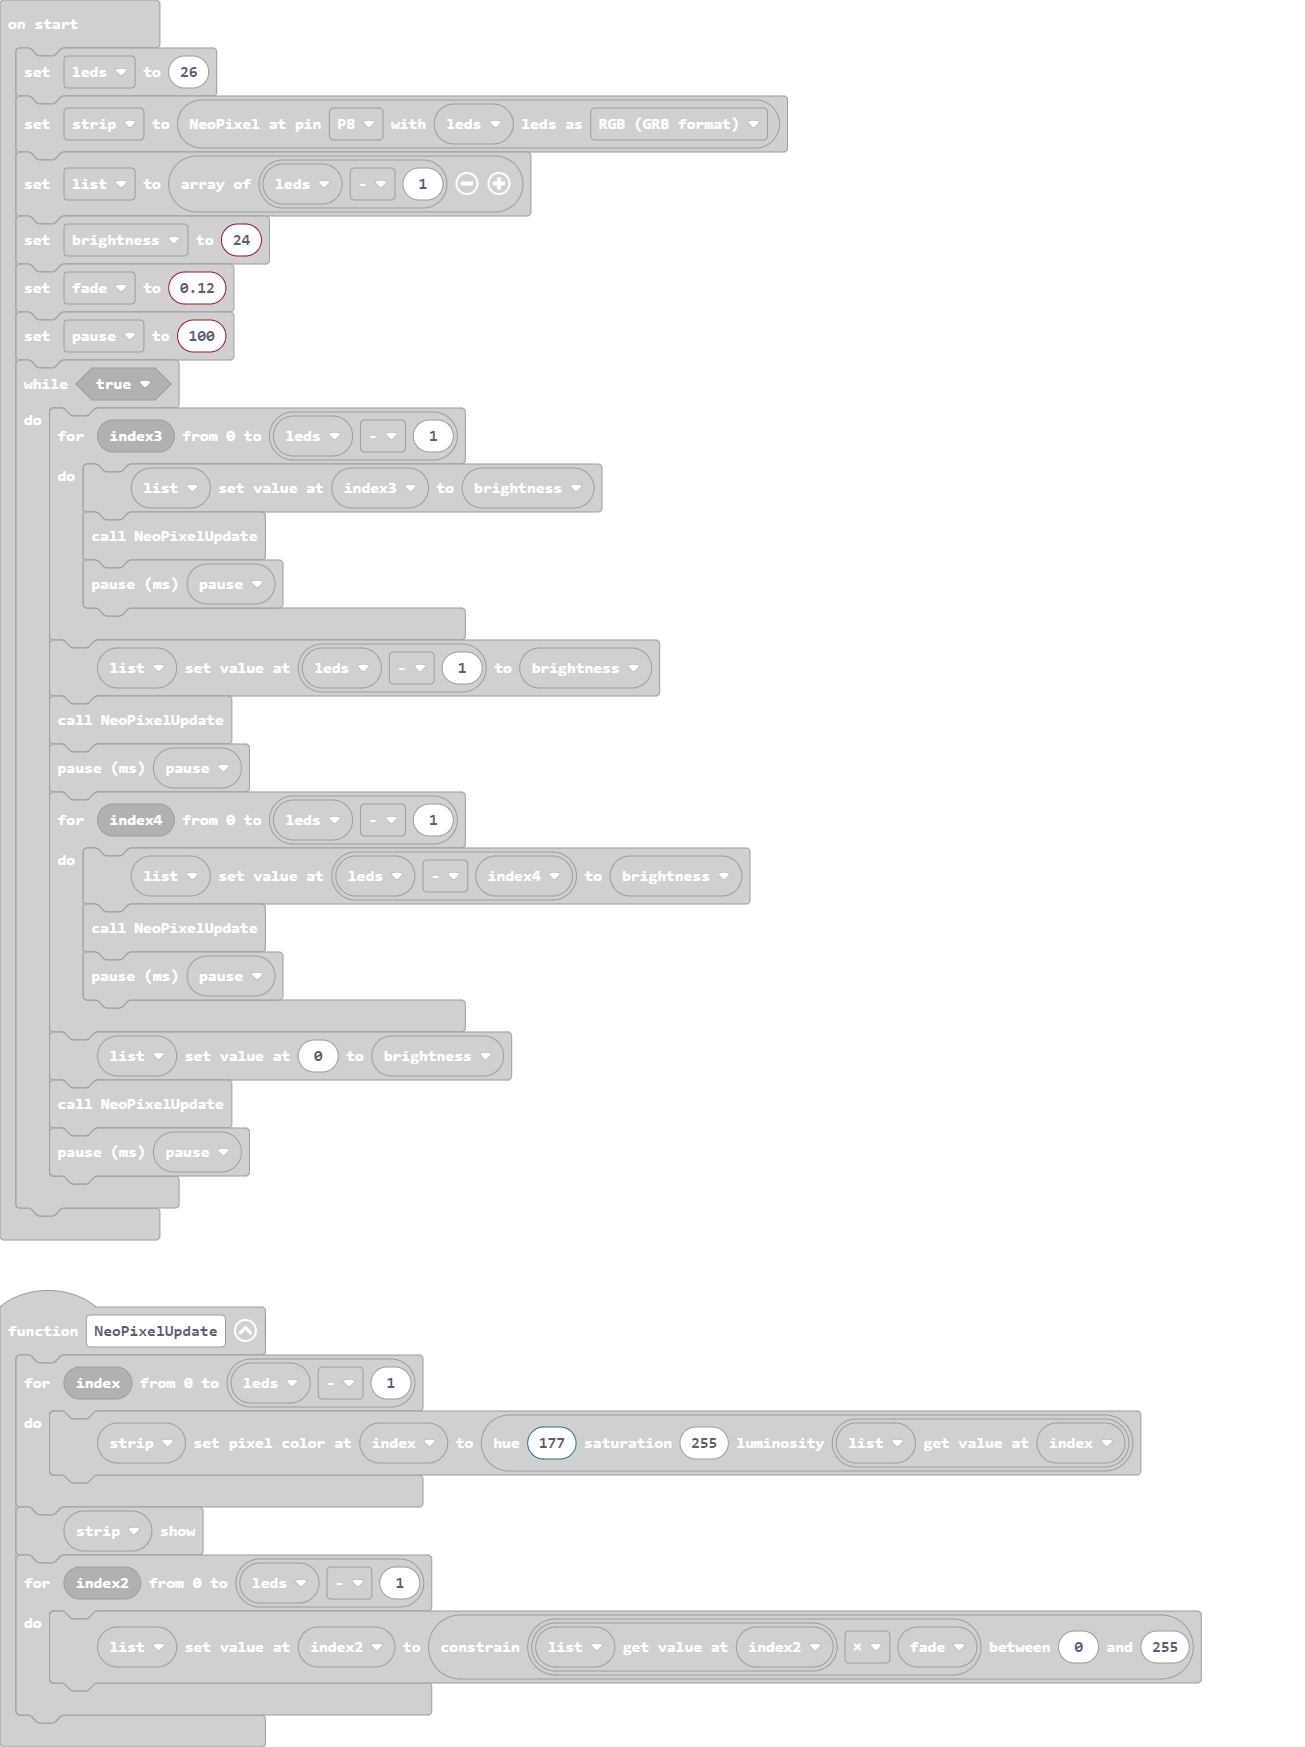 on start
set leds to 26
set strip to NeoPixel at pin P8 with leds leds as RGB (GRB format)
set list to array of leds - 1
set brightness to 24
set fade to 0.12
set pause to 100
while true
do
for index3 from 0 to leds - 1
do
list set value at index3 to brightness
call NeoPixelUpdate
pause (ms) pause
list set value at leds - 1 to brightness
call NeoPixelUpdate
pause (ms) pause
for index4 from 0 to leds - 1
do
list set value at leds - index4 to brightness
call NeoPixelUpdate
pause (ms) pause
list set value at 0 to brightness
call NeoPixelUpdate
pause (ms) pause
function NeoPixelUpdate
for index from 0 to leds - 1
do
strip set pixel color at index to hue 177 saturation 255 luminosity list get value at index
strip show
for index2 from 0 to leds - 1
do
list set value at index2 to constrain list get value at index2 × fade between 0 and 255